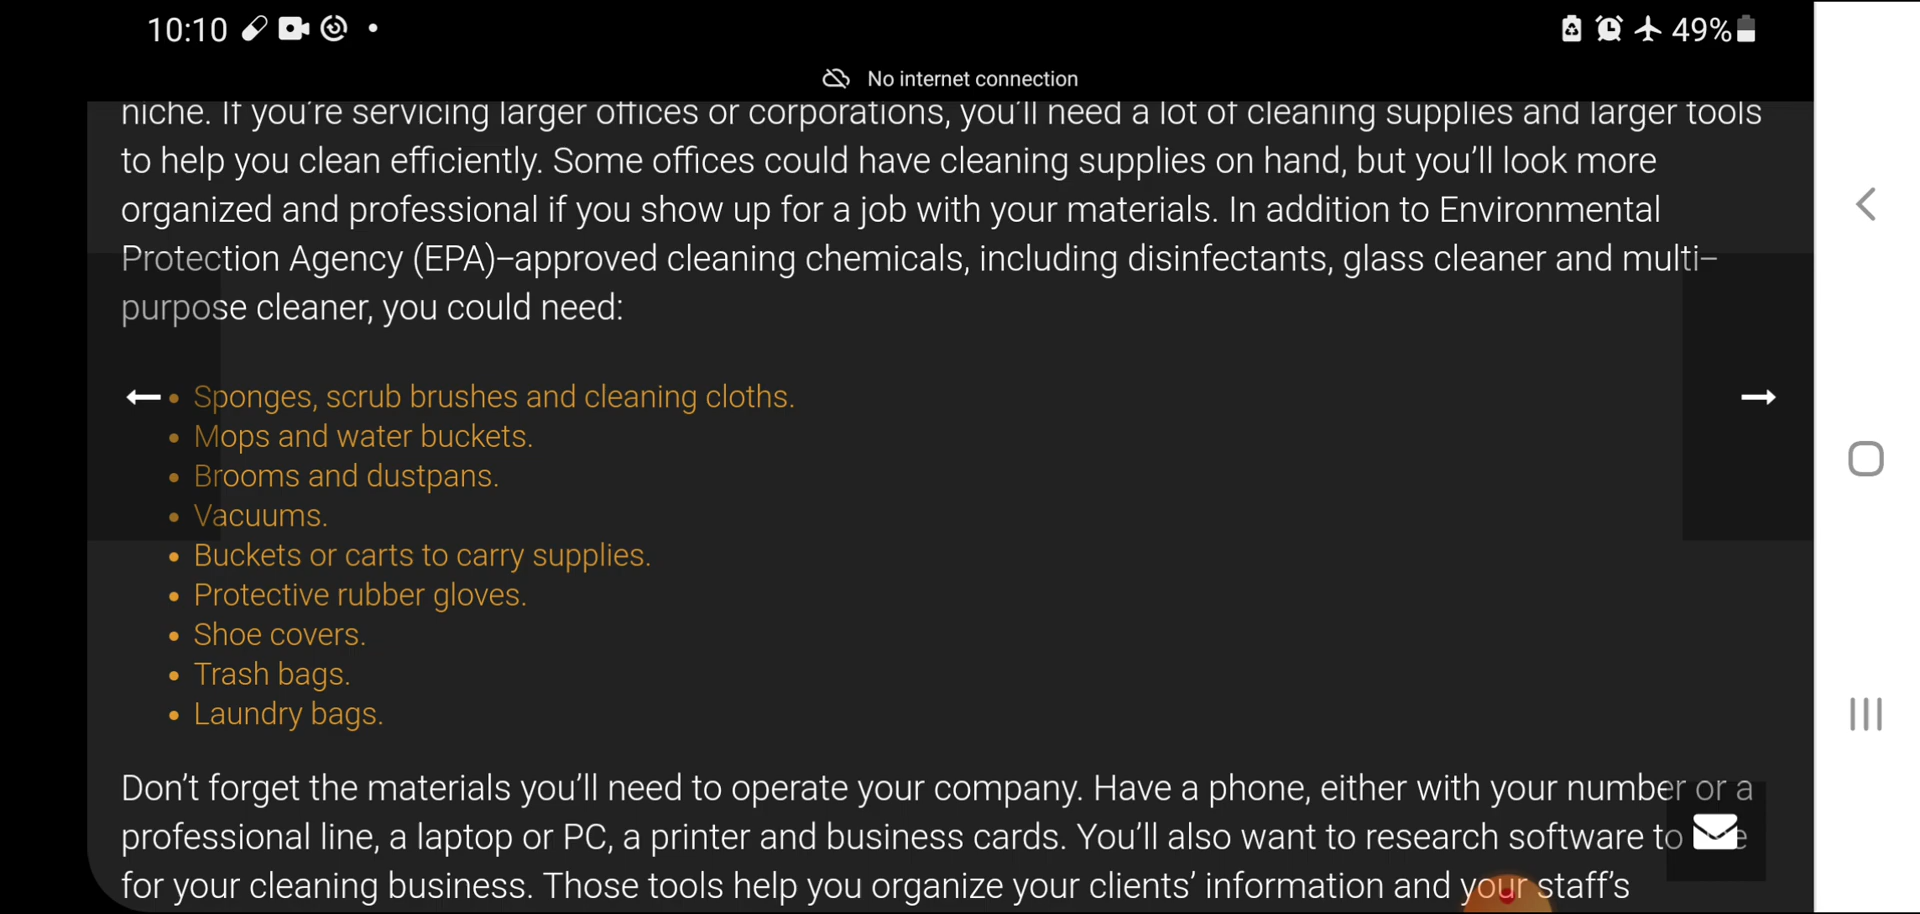 10:10
49%
No internet connection
niche. If you're servicing larger offices or corporations, you'll need a lot of cleaning supplies and larger tools
to help you clean efficiently. Some offices could have cleaning supplies on hand, but you'll look more
organized and professional if you show up for a job with your materials. In addition to Environmental
Protection Agency (EPA)–approved cleaning chemicals, including disinfectants, glass cleaner and multi–
purpose cleaner, you could need:
• Sponges, scrub brushes and cleaning cloths.
• Mops and water buckets.
• Brooms and dustpans.
• Vacuums.
• Buckets or carts to carry supplies.
• Protective rubber gloves.
• Shoe covers.
• Trash bags.
• Laundry bags.
Don't forget the materials you'll need to operate your company. Have a phone, either with your number or a
professional line, a laptop or PC, a printer and business cards. You'll also want to research software to
for your cleaning business. Those tools help you organize your clients' information and your staff's